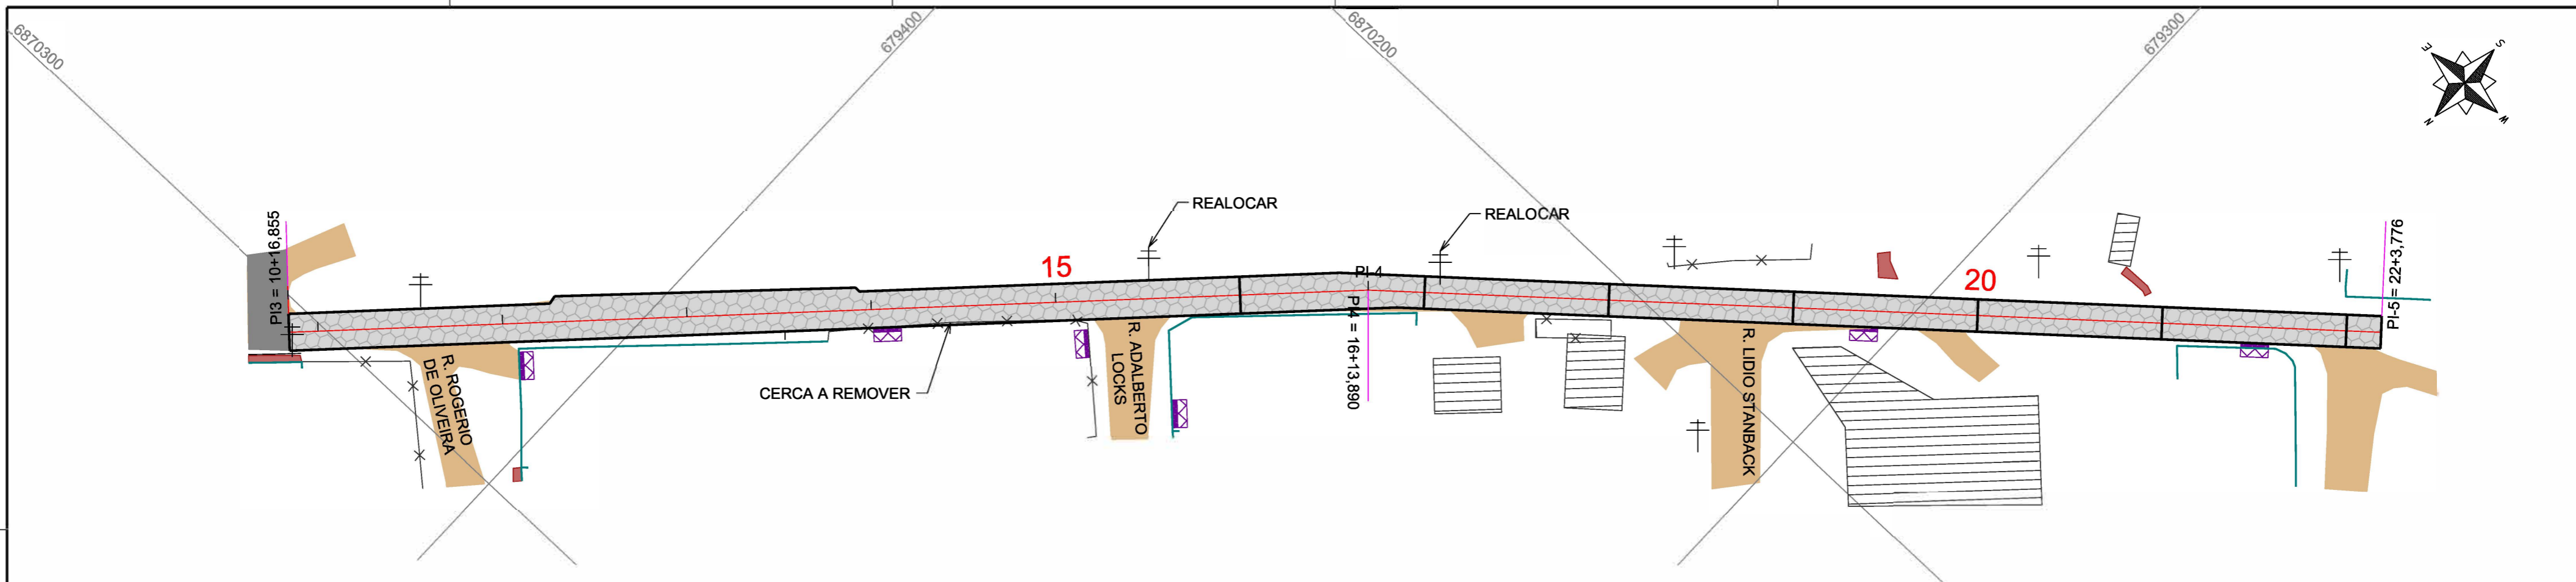 6870300
679400
6870200
679300
E
S
N
W
PI3 = 10+16,855
REALOCAR
REALOCAR
15
PI-4
20
PI-5 = 22+3,776
PI4 = 16+13,890
R. ROGERIO
DE OLIVEIRA
CERCA A REMOVER
R. ADALBERTO
LOCKS
R. LIDIO STANBACK